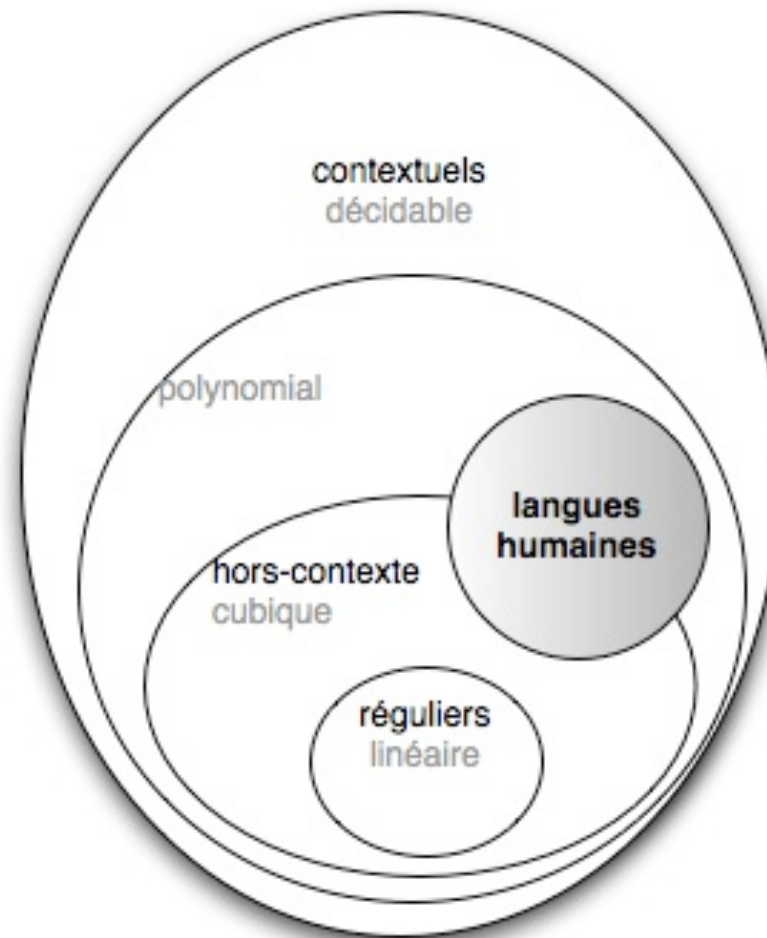 contextuels
décidable
polynomial
langues
humaines
hors-contexte
cubique
réguliers
linéaire